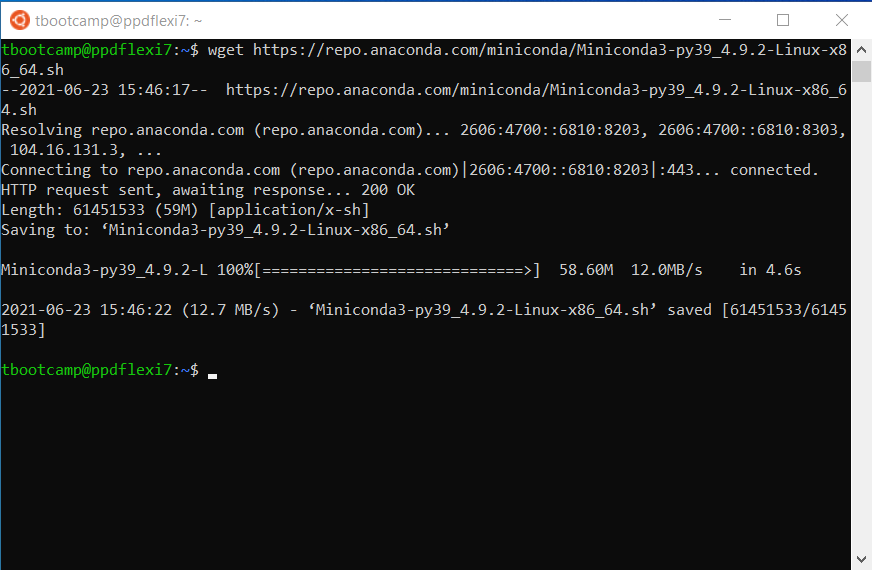 tbootcamp@ppdflexi7: ~
tbootcamp@ppdflexi7:~$ wget https://repo.anaconda.com/miniconda/Miniconda3-py39_4.9.2-Linux-x8
6_64.sh
--2021-06-23 15:46:17--  https://repo.anaconda.com/miniconda/Miniconda3-py39_4.9.2-Linux-x86_6
4.sh
Resolving repo.anaconda.com (repo.anaconda.com)... 2606:4700::6810:8203, 2606:4700::6810:8303,
 104.16.131.3, ...
Connecting to repo.anaconda.com (repo.anaconda.com)|2606:4700::6810:8203|:443... connected.
HTTP request sent, awaiting response... 200 OK
Length: 61451533 (59M) [application/x-sh]
Saving to: ‘Miniconda3-py39_4.9.2-Linux-x86_64.sh’
Miniconda3-py39_4.9.2-L 100%[=============================>]  58.60M  12.0MB/s    in 4.6s
2021-06-23 15:46:22 (12.7 MB/s) - ‘Miniconda3-py39_4.9.2-Linux-x86_64.sh’ saved [61451533/6145
1533]
tbootcamp@ppdflexi7:~$